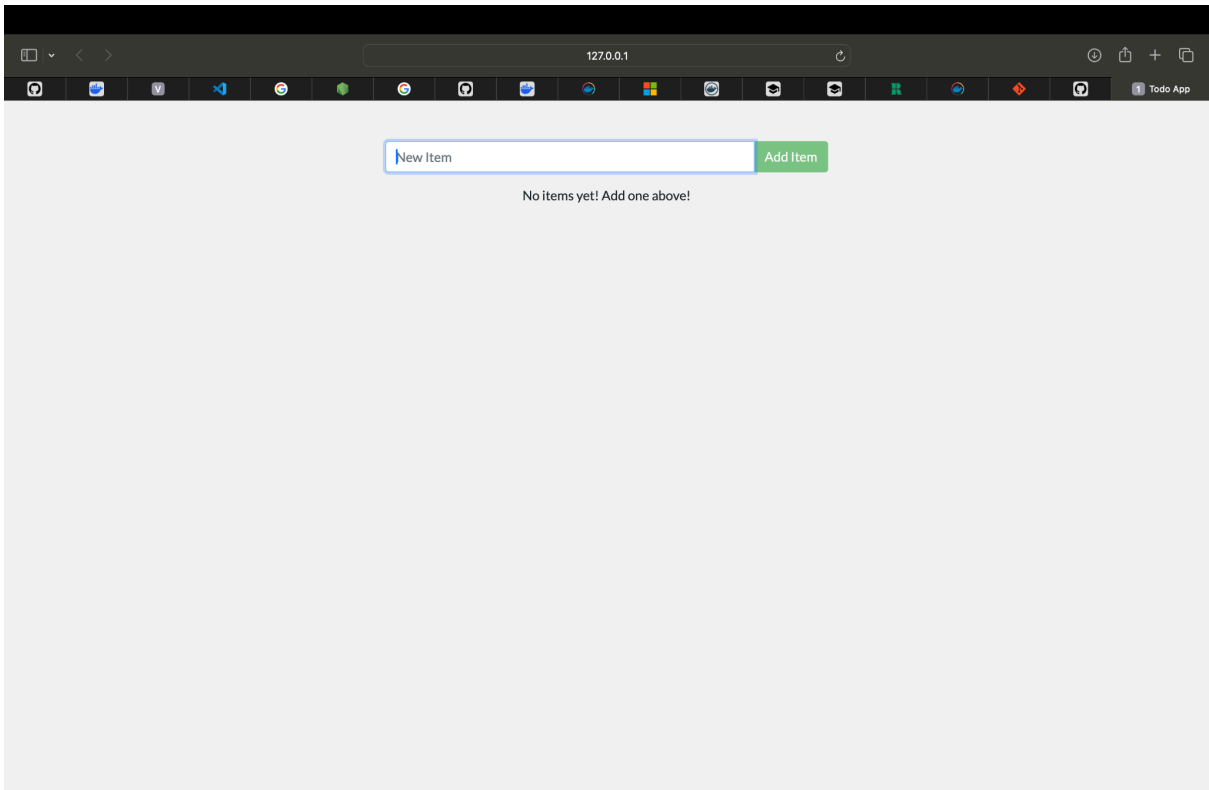 127.0.0.1
V
1 Todo App
New Item
Add Item
No items yet! Add one above!